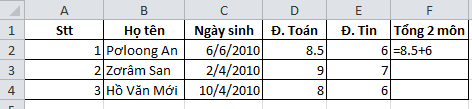 A B C D E F
1 Stt Họ tên Ngày sinh Đ. Toán Đ. Tin Tổng 2 môn
2 1 Pơloong An 6/6/2010 8.5 6 =8.5+6
3 2 Zơrâm San 2/4/2010 9 7
4 3 Hồ Văn Mới 10/4/2010 8 6